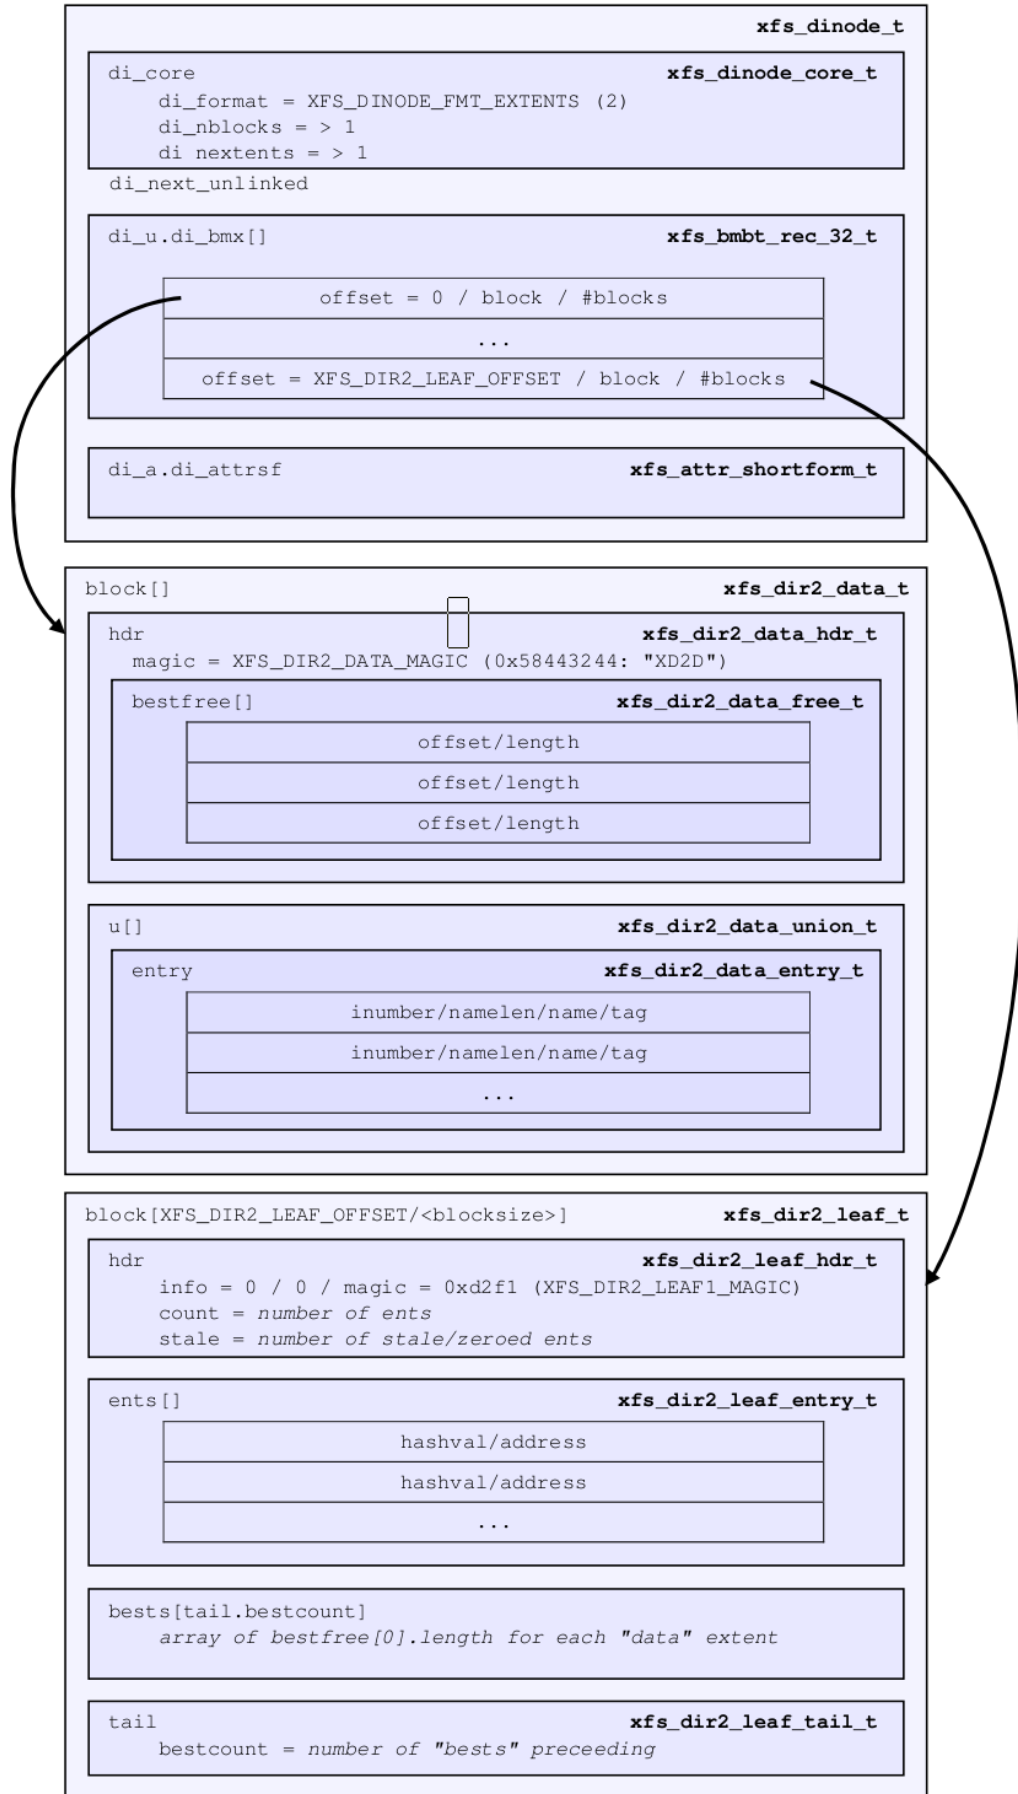 xfs_dinode_t
di_core xfs_dinode_core_t
di_format = XFS_DINODE_FMT_EXTENTS (2)
di_nblocks = > 1
di nextents = > 1
di_next_unlinked
di_u.di_bmx[] xfs_bmbt_rec_32_t
offset = 0 / block / #blocks
...
offset = XFS_DIR2_LEAF_OFFSET / block / #blocks
di_a.di_attrsf xfs_attr_shortform_t
block[] xfs_dir2_data_t
hdr xfs_dir2_data_hdr_t
magic = XFS_DIR2_DATA_MAGIC (0x58443244: "XD2D")
bestfree[] xfs_dir2_data_free_t
offset/length
offset/length
offset/length
u[] xfs_dir2_data_union_t
entry xfs_dir2_data_entry_t
inumber/namelen/name/tag
inumber/namelen/name/tag
...
block[XFS_DIR2_LEAF_OFFSET/<blocksize>] xfs_dir2_leaf_t
hdr xfs_dir2_leaf_hdr_t
info = 0 / 0 / magic = 0xd2f1 (XFS_DIR2_LEAF1_MAGIC)
count = number of ents
stale = number of stale/zeroed ents
ents[] xfs_dir2_leaf_entry_t
hashval/address
hashval/address
...
bests[tail.bestcount]
array of bestfree[0].length for each "data" extent
tail xfs_dir2_leaf_tail_t
bestcount = number of "bests" preceeding